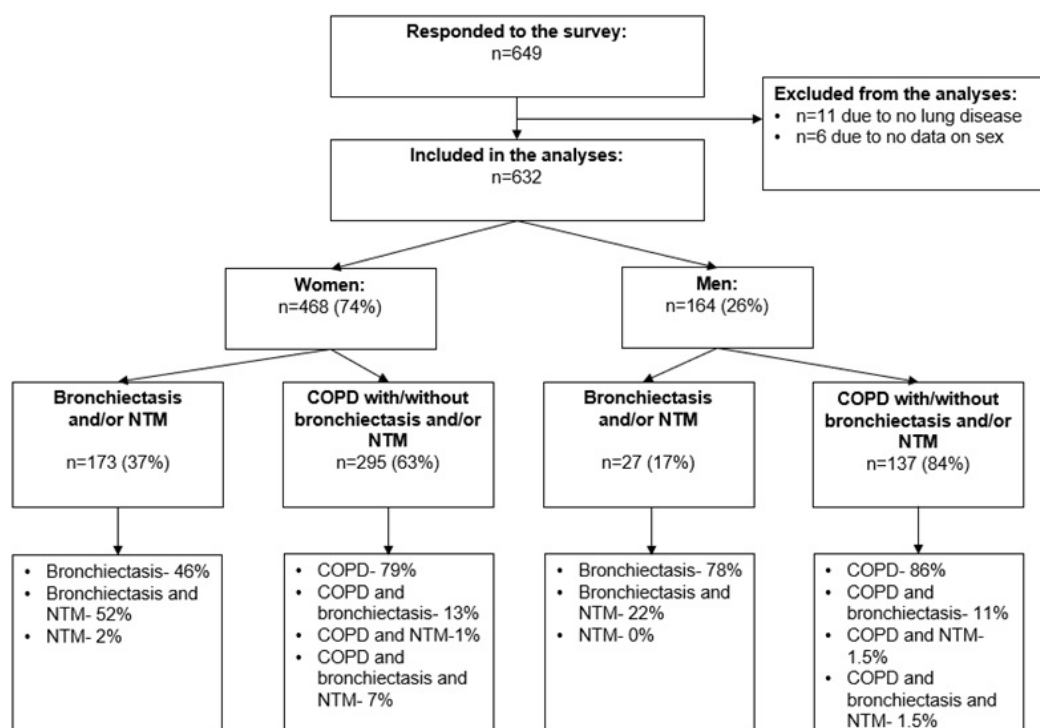 Responded to the survey:
n=649
Excluded from the analyses:
• n=11 due to no lung disease
• n=6 due to no data on sex
Included in the analyses:
n=632
Women:
n=468 (74%)
Men:
n=164 (26%)
Bronchiectasis
and/or NTM
n=173 (37%)
COPD with/without
bronchiectasis and/or
NTM
n=295 (63%)
Bronchiectasis
and/or NTM
n=27 (17%)
COPD with/without
bronchiectasis and/or
NTM
n=137 (84%)
• Bronchiectasis- 46%
• Bronchiectasis and
NTM- 52%
• NTM- 2%
• COPD- 79%
• COPD and
bronchiectasis- 13%
• COPD and NTM-1%
• COPD and
bronchiectasis and
NTM- 7%
• Bronchiectasis- 78%
• Bronchiectasis and
NTM- 22%
• NTM- 0%
• COPD- 86%
• COPD and
bronchiectasis- 11%
• COPD and NTM-
1.5%
• COPD and
bronchiectasis and
NTM- 1.5%